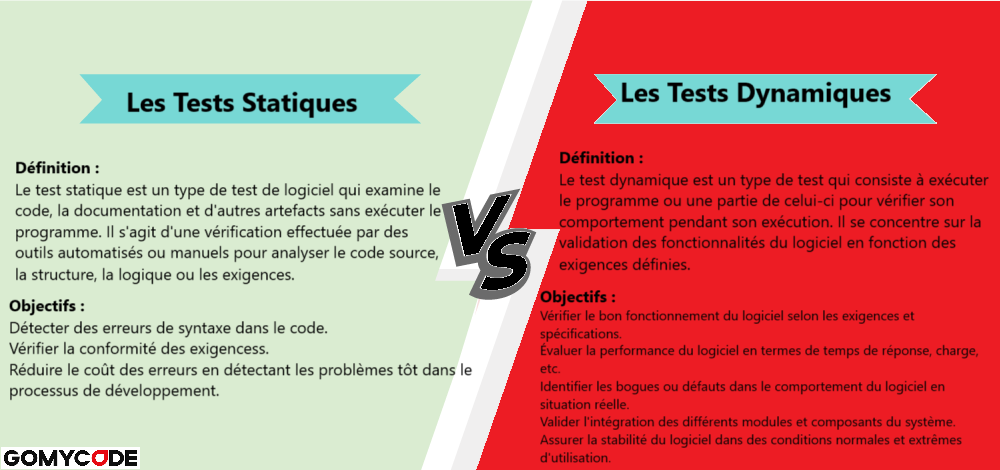 Les Tests Statiques
Définition :
Le test statique est un type de test de logiciel qui examine le
code, la documentation et d'autres artefacts sans exécuter le
programme. Il s'agit d'une vérification effectuée par des
outils automatisés ou manuels pour analyser le code source,
la structure, la logique ou les exigences.
Objectifs :
Détecter des erreurs de syntaxe dans le code.
Vérifier la conformité des exigencess.
Réduire le coût des erreurs en détectant les problèmes tôt dans le
processus de développement.
GOMYCODE
VS
Les Tests Dynamiques
Définition :
Le test dynamique est un type de test qui consiste à exécuter
le programme ou une partie de celui-ci pour vérifier son
comportement pendant son exécution. Il se concentre sur la
validation des fonctionnalités du logiciel en fonction des
exigences définies.
Objectifs :
Vérifier le bon fonctionnement du logiciel selon les exigences et
spécifications.
Évaluer la performance du logiciel en termes de temps de réponse, charge,
etc.
Identifier les bogues ou défauts dans le comportement du logiciel en
situation réelle.
Valider l'intégration des différents modules et composants du système.
Assurer la stabilité du logiciel dans des conditions normales et extrêmes
d'utilisation.